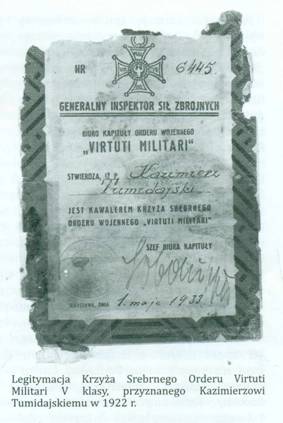 NR 6445
GENERALNY INSPEKTOR SIŁ ZBROJNYCH
BIURO KAPITUŁY ORDERU WOJENNEGO
„VIRTUTI MILITARI”
STWIERDZA, IŻ P. Kazimierz
Tumidajski
JEST KAWALEREM KRZYŻA SREBRNEGO
ORDERU WOJENNEGO „VIRTUTI MILITARI”
SZEF BIURA KAPITUŁY
WARSZAWA, DNIA 1. maja 1933
Legitymacja Krzyża Srebrnego Orderu Virtuti
Militari V klasy, przyznanego Kazimierzowi
Tumidajskiemu w 1922 r.